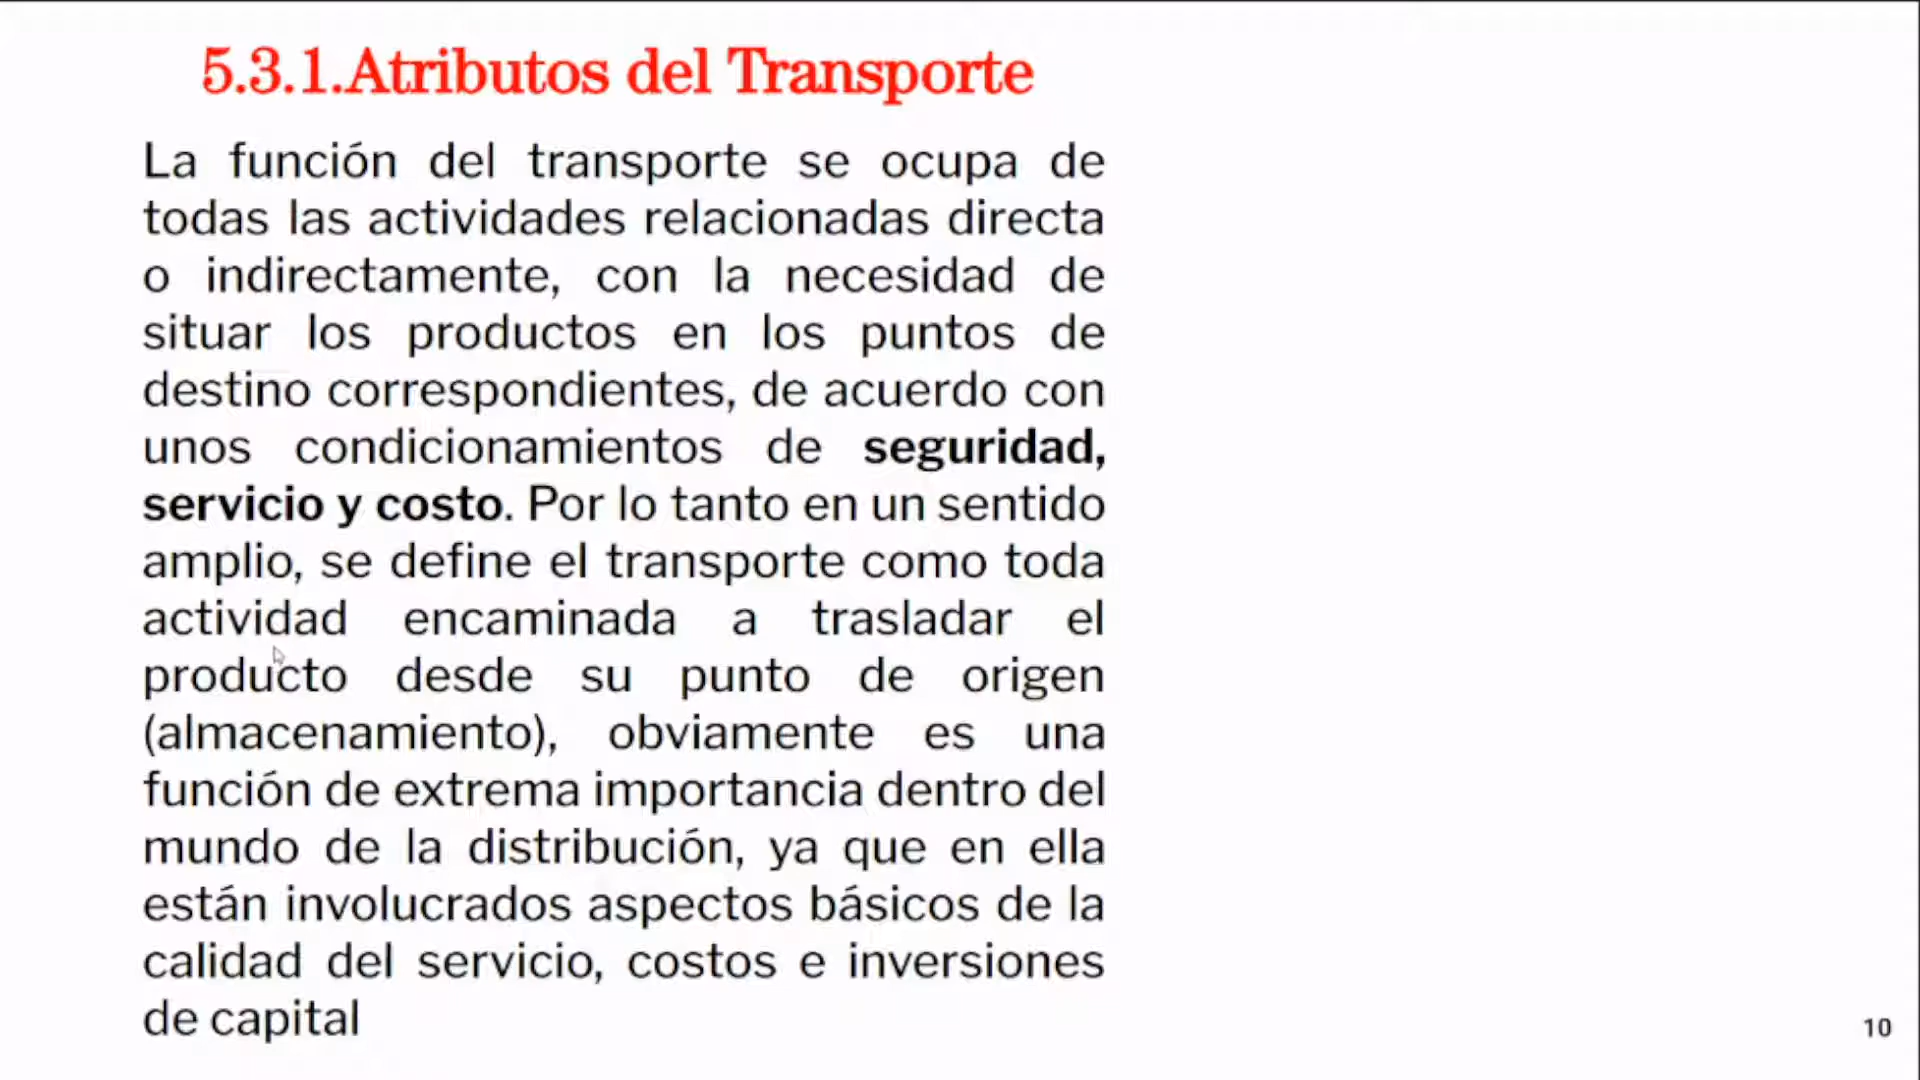 5.3.1.Atributos del Transporte
La función del transporte se ocupa de
todas las actividades relacionadas directa
o indirectamente, con la necesidad de
situar los productos en los puntos de
destino correspondientes, de acuerdo con
unos condicionamientos de seguridad,
servicio y costo. Por lo tanto en un sentido
amplio, se define el transporte como toda
actividad encaminada a trasladar el
producto desde su punto de origen
(almacenamiento), obviamente es una
función de extrema importancia dentro del
mundo de la distribución, ya que en ella
están involucrados aspectos básicos de la
calidad del servicio, costos e inversiones
de capital
10